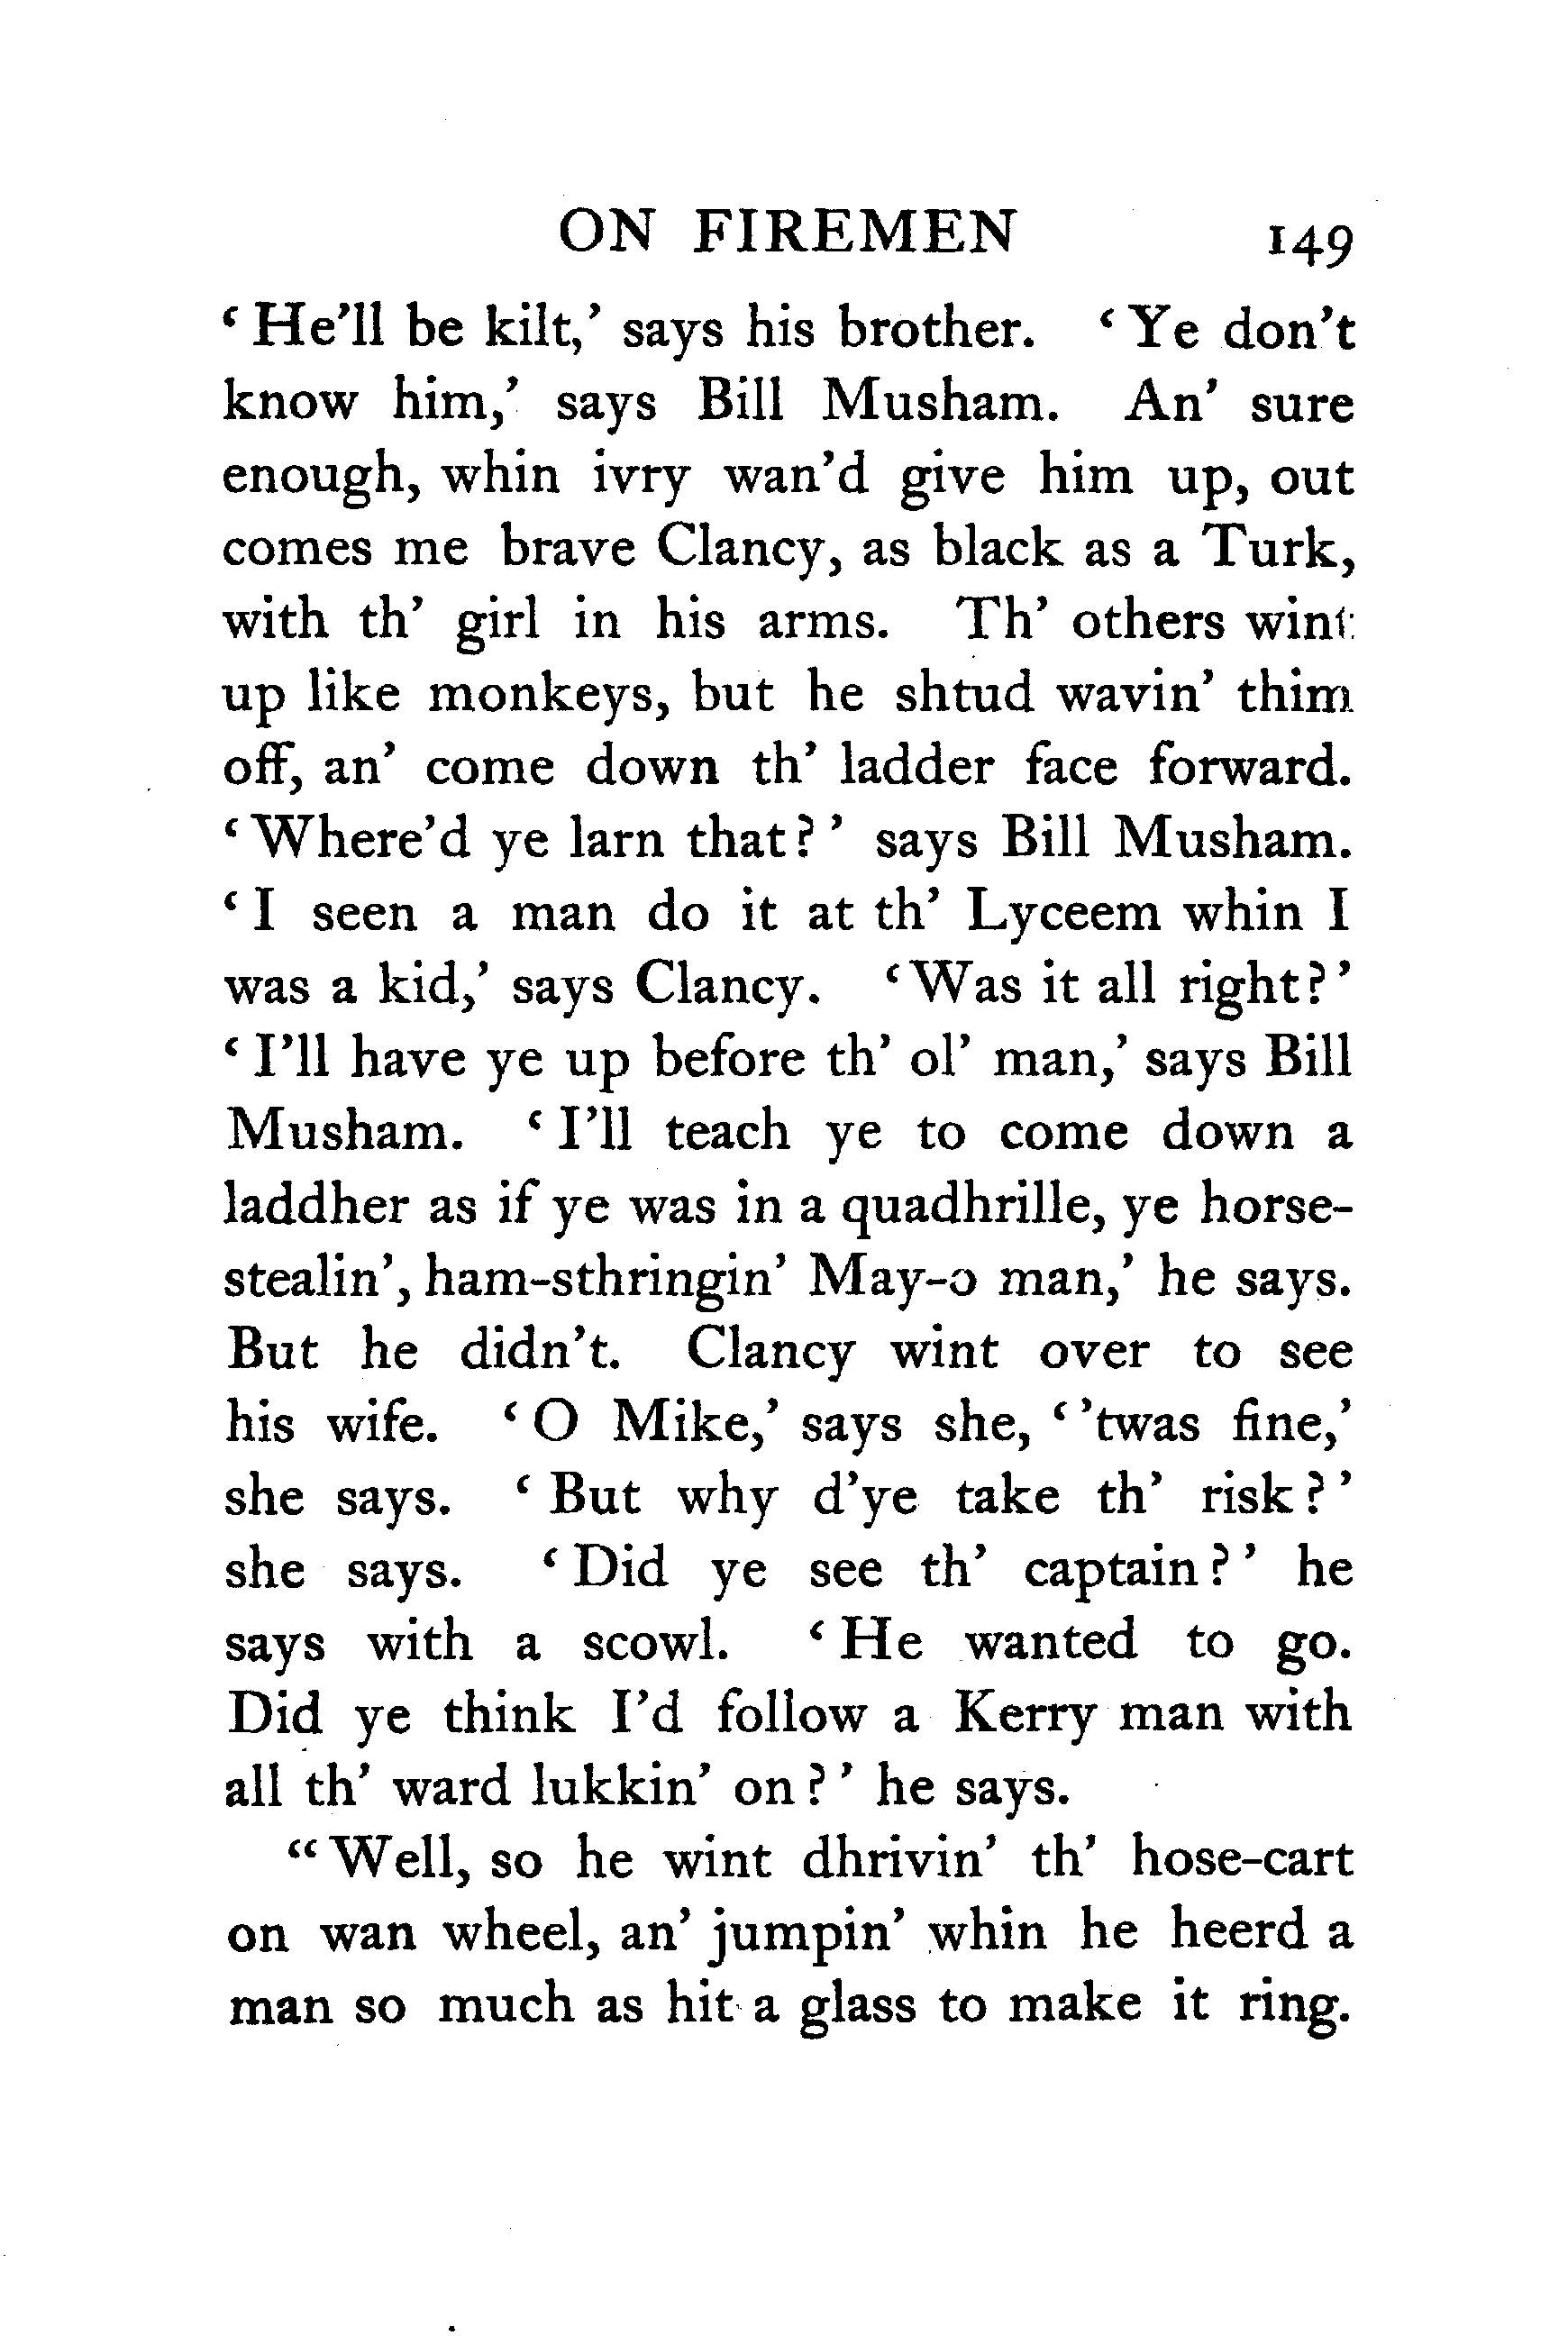 ON FIREMEN 149
‘He’ll be kilt,’ says his brother. ‘Ye don’t
know him,’ says Bill Musham. An’ sure
enough, whin ivry wan’d give him up, out
comes me brave Clancy, as black as a Turk,
with th’ girl in his arms. Th’ others wint
up like monkeys, but he shtud wavin’ thim
off, an’ come down th’ ladder face forward.
‘Where’d ye larn that?’ says Bill Musham.
‘I seen a man do it at th’ Lyceem whin I
was a kid,’ says Clancy. ‘Was it all right?’
‘I’ll have ye up before th’ ol’ man,’ says Bill
Musham. ‘I’ll teach ye to come down a
laddher as if ye was in a quadhrille, ye horse-
stealin’, ham-sthringin’ May-o man,’ he says.
But he didn’t. Clancy wint over to see
his wife. ‘O Mike,’ says she, ‘’twas fine,’
she says. ‘But why d’ye take th’ risk?’
she says. ‘Did ye see th’ captain?’ he
says with a scowl. ‘He wanted to go.
Did ye think I’d follow a Kerry man with
all th’ ward lukkin’ on?’ he says.
“Well, so he wint dhrivin’ th’ hose-cart
on wan wheel, an’ jumpin’ whin he heerd a
man so much as hit a glass to make it ring.